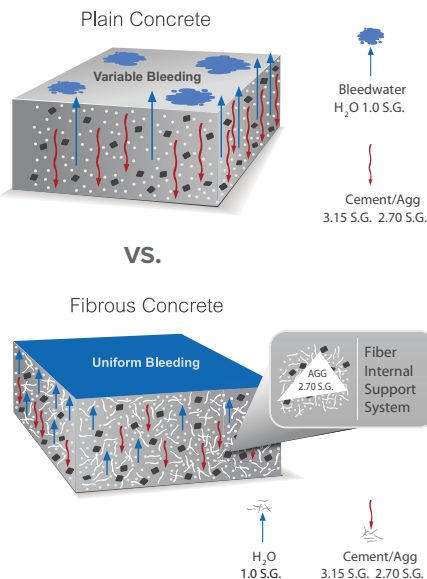 Plain Concrete
Variable Bleeding
Bleedwater
H₂O 1.0 S.G.
Cement/Agg
3.15 S.G. 2.70 S.G.
VS.
Fibrous Concrete
Uniform Bleeding
AGG
2.70 S.G.
Fiber
Internal
Support
System
H₂O
1.0 S.G.
Cement/Agg
3.15 S.G. 2.70 S.G.